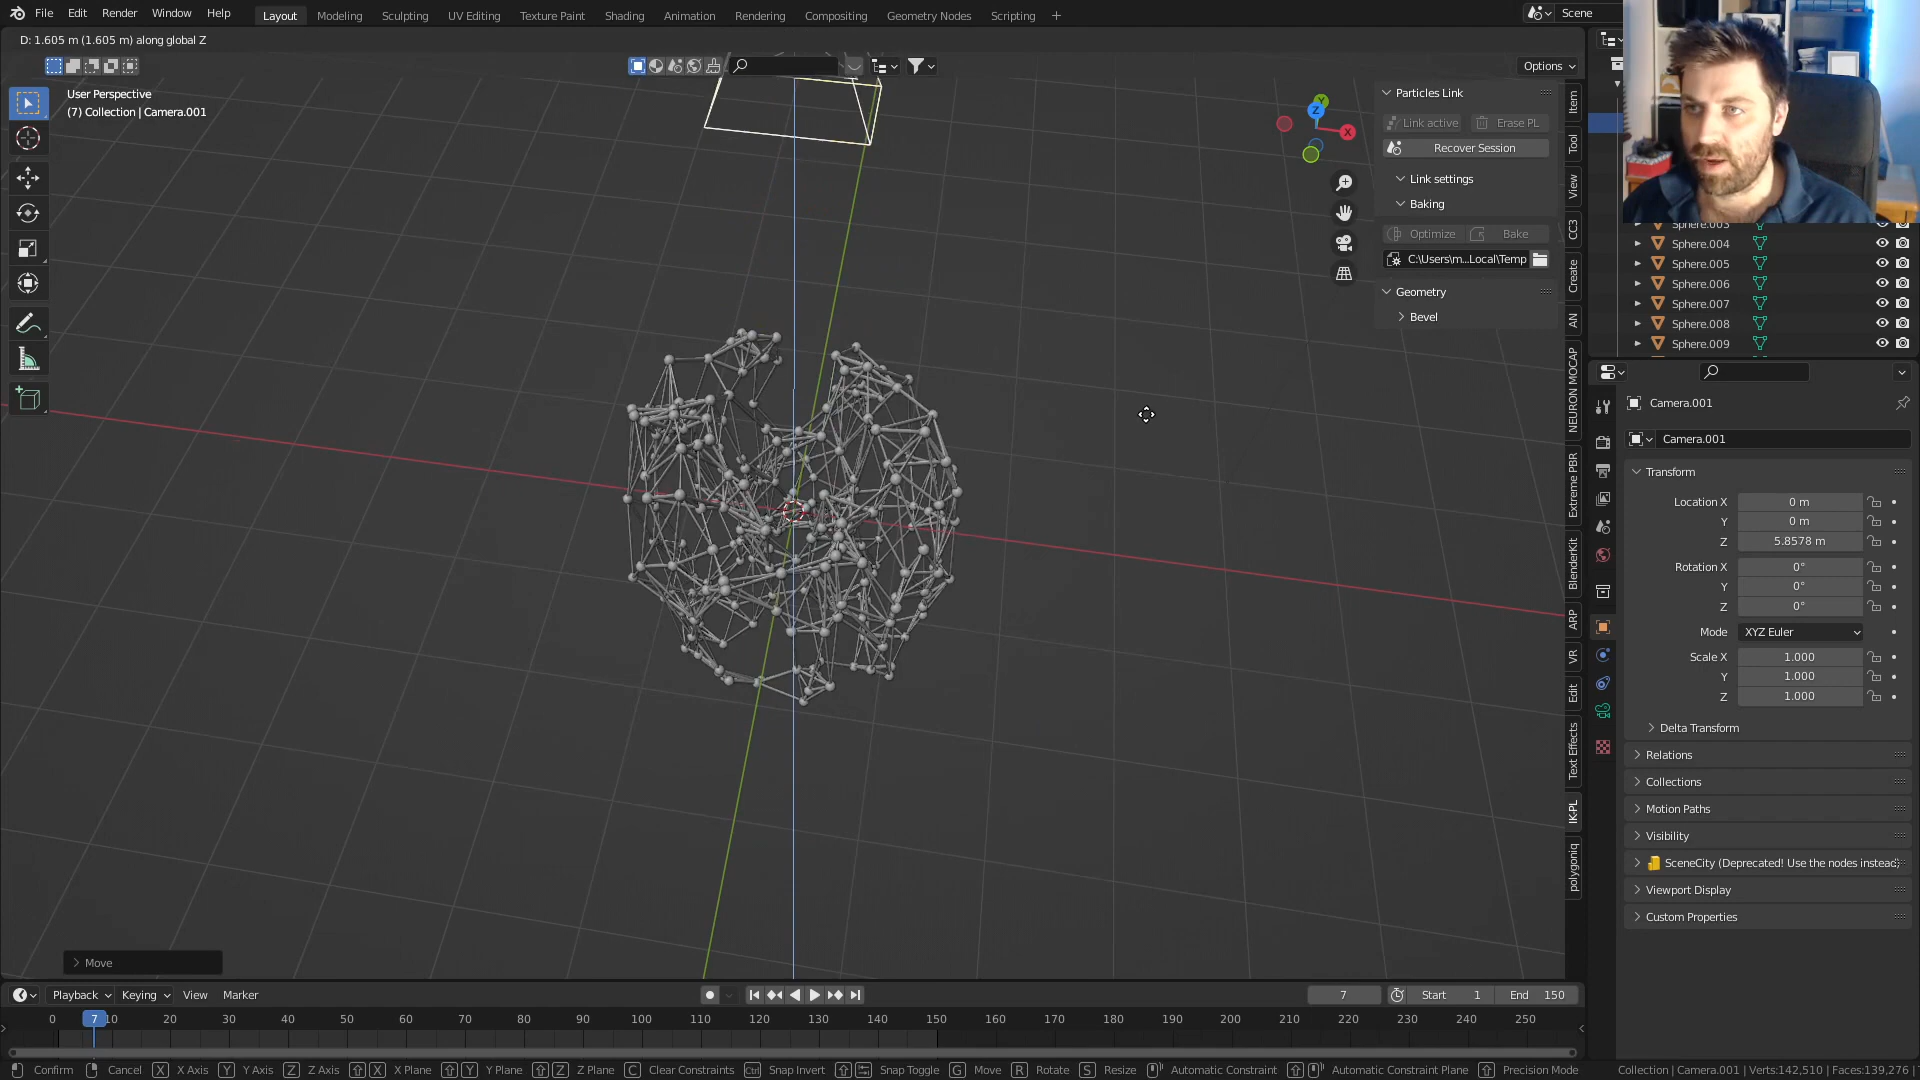 File Edit Render Window Help Layout Modeling Sculpting UV Editing Texture Paint Shading Animation Rendering Compositing Geometry Nodes Scripting + Scene
D: 1.605 m (1.605 m) along global Z
Options
User Perspective
(7) Collection | Camera.001
Particles Link
Link active Erase PL
Recover Session
Link settings
Baking
Optimize Bake
C:\Users\m...Local\Temp
Geometry
Bevel
Y
Z
X
Item
Tool
View
CC3
Create
AN
NEURON MOCAP
Extreme PBR
BlenderKit
ARP
VR
Edit
Text Effects
IK-PL
polygoniq
Sphere.003
Sphere.004
Sphere.005
Sphere.006
Sphere.007
Sphere.008
Sphere.009
Camera.001
Camera.001
Transform
Location X 0 m
Y 0 m
Z 5.8578 m
Rotation X 0°
Y 0°
Z 0°
Mode XYZ Euler
Scale X 1.000
Y 1.000
Z 1.000
Delta Transform
Relations
Collections
Motion Paths
Visibility
SceneCity (Deprecated! Use the nodes instead
Viewport Display
Custom Properties
Move
Playback Keying View Marker 7 Start 1 End 150
0 7 10 20 30 40 50 60 70 80 90 100 110 120 130 140 150 160 170 180 190 200 210 220 230 240 250
Confirm Cancel X X Axis Y Y Axis Z Z Axis X X Plane Y Y Plane Z Z Plane C Clear Constraints Ctrl Snap Invert Snap Toggle G Move R Rotate S Resize Automatic Constraint Automatic Constraint Plane Precision Mode Collection | Camera.001 | Verts:142,510 | Faces:139,276 |